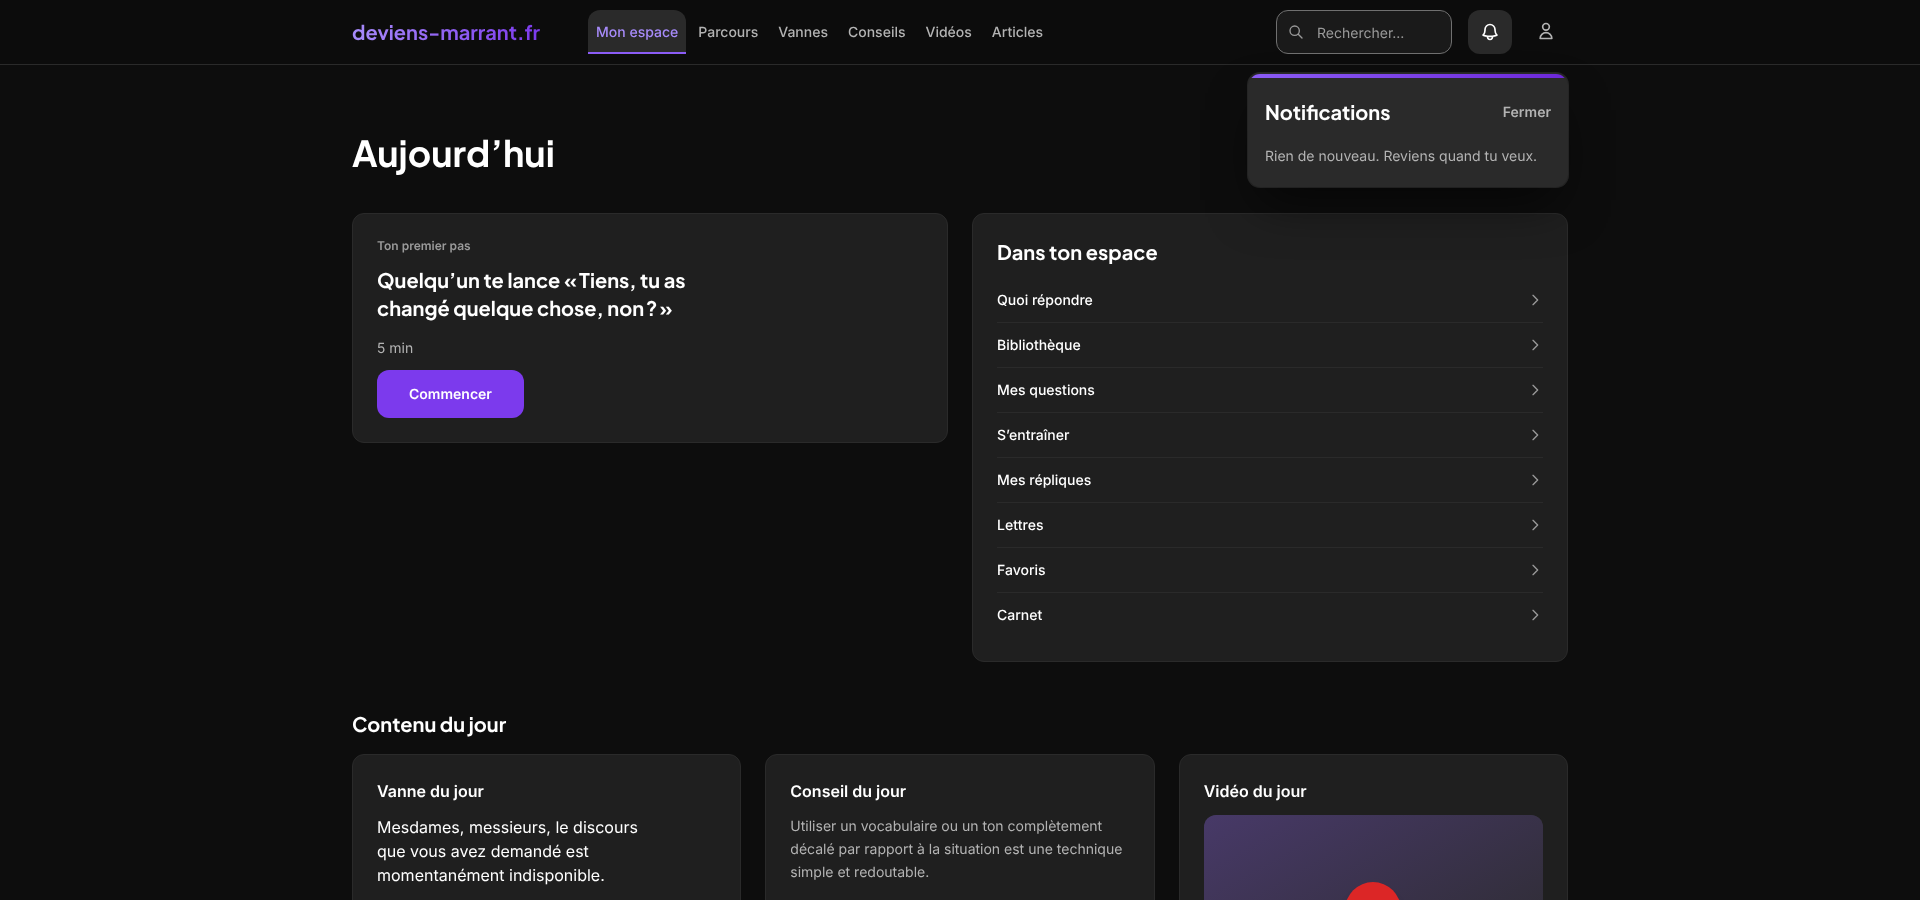 deviens-marrant.fr
Mon espace
Parcours
Vannes
Conseils
Vidéos
Articles
Rechercher...
Notifications
Fermer
Rien de nouveau. Reviens quand tu veux.
Aujourd’hui
Ton premier pas
Quelqu’un te lance « Tiens, tu as
changé quelque chose, non ? »
5 min
Commencer
Dans ton espace
Quoi répondre
Bibliothèque
Mes questions
S’entraîner
Mes répliques
Lettres
Favoris
Carnet
Contenu du jour
Vanne du jour
Mesdames, messieurs, le discours
que vous avez demandé est
momentanément indisponible.
Conseil du jour
Utiliser un vocabulaire ou un ton complètement
décalé par rapport à la situation est une technique
simple et redoutable.
Vidéo du jour